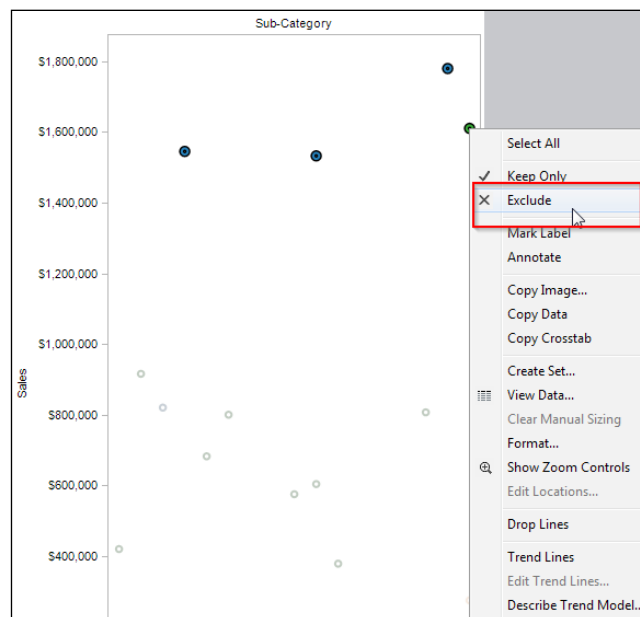 Sub-Category
$1,800,000
$1,600,000
$1,400,000
$1,200,000
$1,000,000
$800,000
$600,000
$400,000
Sales
Select All
Keep Only
Exclude
Mark Label
Annotate
Copy Image...
Copy Data
Copy Crosstab
Create Set...
View Data...
Clear Manual Sizing
Format...
Show Zoom Controls
Edit Locations...
Drop Lines
Trend Lines
Edit Trend Lines...
Describe Trend Model...